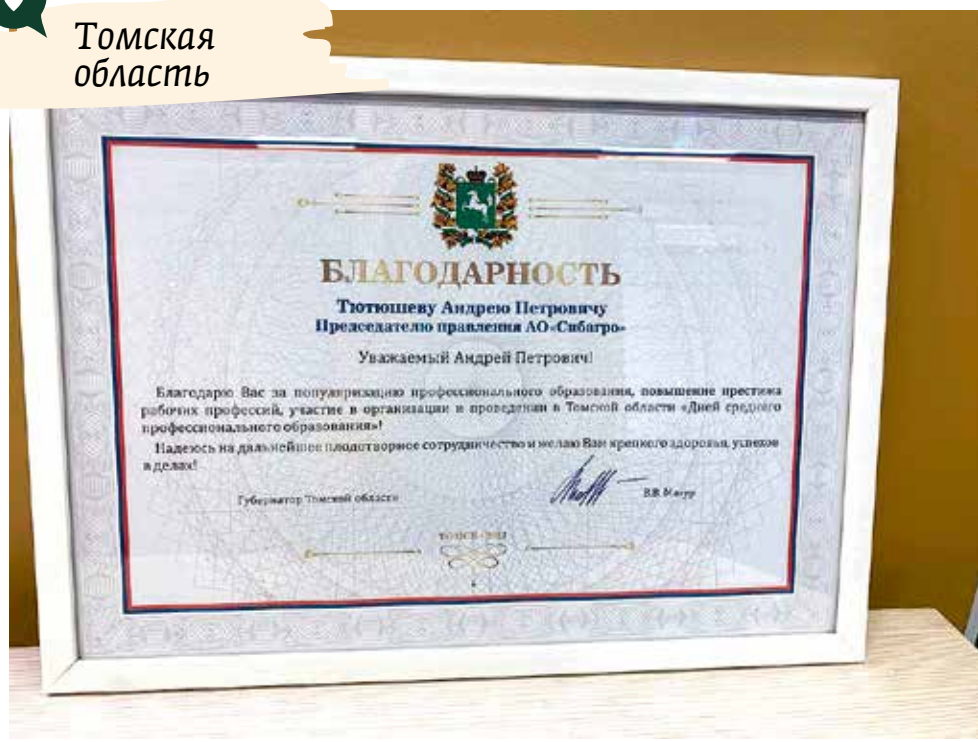 Томская
область
БЛАГОДАРНОСТЬ
Тютюшеву Андрею Петровичу
Председателю правления АО «Сибагро»
Уважаемый Андрей Петрович!
Благодарю Вас за популяризацию профессионального образования, повышение престижа
рабочих профессий, участие в организации и проведении в Томской области «Дней среднего
профессионального образования»!
Надеюсь на дальнейшее плодотворное сотрудничество и желаю Вам крепкого здоровья, успехов
в делах!
Губернатор Томской области
В.В. Мазур
ТОМСК